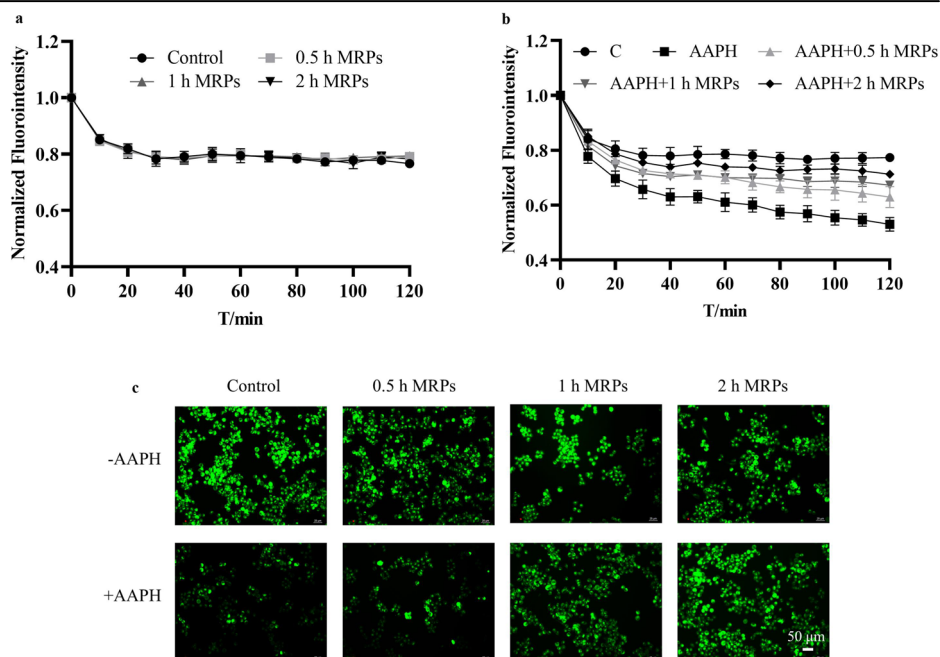 a
b
Normalized Fluorointensity
1.2
1.0
0.8
0.6
0.4
Control
0.5 h MRPs
1 h MRPs
2 h MRPs
0 20 40 60 80 100 120
T/min
Normalized Fluorointensity
1.2
1.0
0.8
0.6
0.4
C
AAPH
AAPH+0.5 h MRPs
AAPH+1 h MRPs
AAPH+2 h MRPs
0 20 40 60 80 100 120
T/min
c
Control
0.5 h MRPs
1 h MRPs
2 h MRPs
-AAPH
+AAPH
50 μm